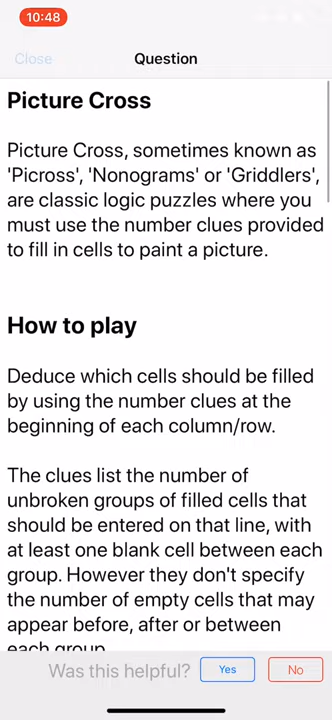 10:48
Close
Question
Picture Cross
Picture Cross, sometimes known as
'Picross', 'Nonograms' or 'Griddlers',
are classic logic puzzles where you
must use the number clues provided
to fill in cells to paint a picture.
How to play
Deduce which cells should be filled
by using the number clues at the
beginning of each column/row.
The clues list the number of
unbroken groups of filled cells that
should be entered on that line, with
at least one blank cell between each
group. However they don't specify
the number of empty cells that may
appear before, after or between
each group.
Was this helpful?
Yes
No